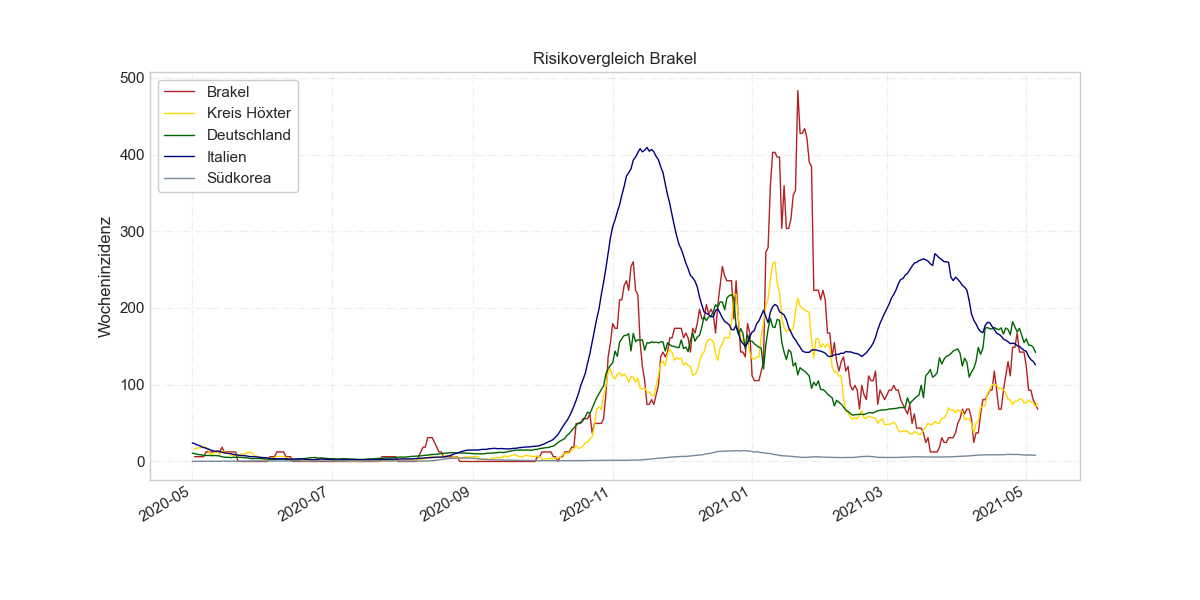 Risikovergleich Brakel
500
400
300
200
100
0
Wocheninzidenz
Brakel
Kreis Höxter
Deutschland
Italien
Südkorea
2020-05
2020-07
2020-09
2020-11
2021-01
2021-03
2021-05